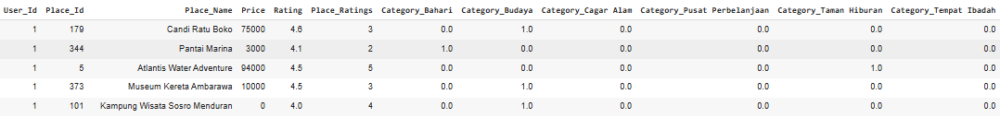 User_Id Place_Id Place_Name Price Rating Place_Ratings Category_Bahari Category_Budaya Category_Cagar Alam Category_Pusat Perbelanjaan Category_Taman Hiburan Category_Tempat Ibadah
1 179 Candi Ratu Boko 75000 4.6 3 0.0 1.0 0.0 0.0 0.0 0.0
1 344 Pantai Marina 3000 4.1 2 1.0 0.0 0.0 0.0 0.0 0.0
1 5 Atlantis Water Adventure 94000 4.5 5 0.0 0.0 0.0 0.0 1.0 0.0
1 373 Museum Kereta Ambarawa 10000 4.5 3 0.0 1.0 0.0 0.0 0.0 0.0
1 101 Kampung Wisata Sosro Menduran 0 4.0 4 0.0 1.0 0.0 0.0 0.0 0.0